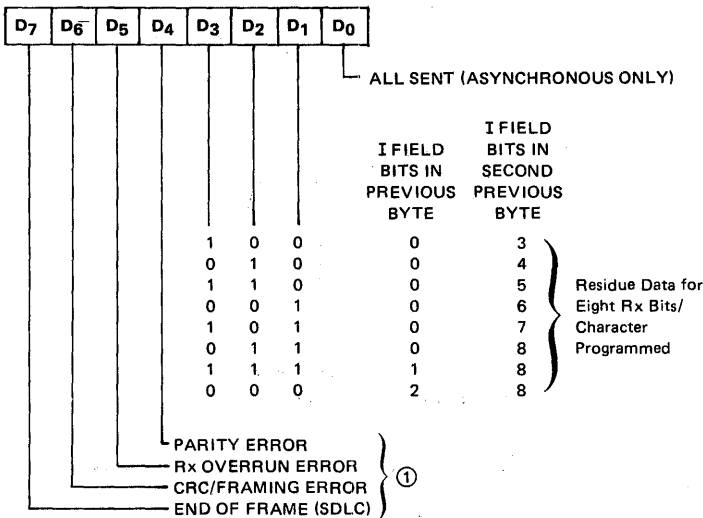 D7 D6 D5 D4 D3 D2 D1 D0
ALL SENT (ASYNCHRONOUS ONLY)
I FIELD BITS IN PREVIOUS BYTE
I FIELD BITS IN SECOND PREVIOUS BYTE
1 0 0 0 3
0 1 0 0 4
1 1 0 0 5
0 0 1 0 6
1 0 1 0 7
0 1 1 0 8
1 1 1 1 8
0 0 0 2 8
Residue Data for
Eight Rx Bits/
Character
Programmed
PARITY ERROR
Rx OVERRUN ERROR
CRC/FRAMING ERROR
END OF FRAME (SDLC)
①